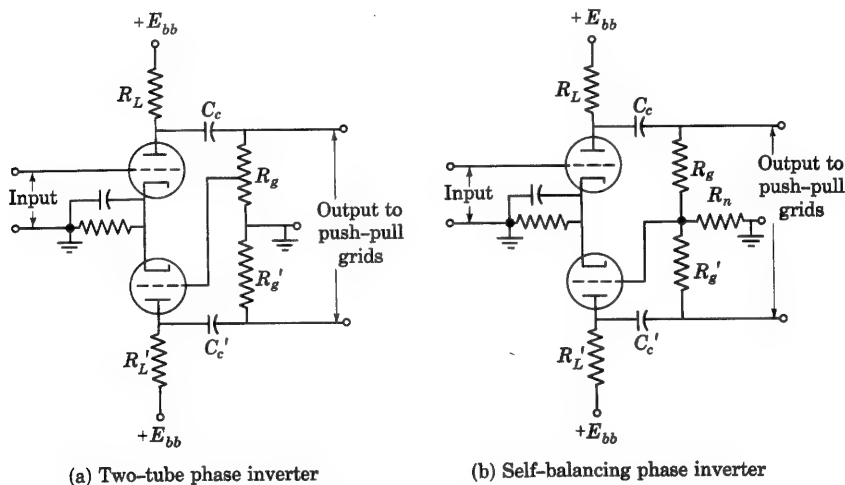 +E_bb
R_L
C_c
Input
R_g
Output to
push–pull
grids
R_g'
C_c'
R_L'
+E_bb
(a) Two–tube phase inverter
+E_bb
R_L
C_c
Input
R_g
R_n
Output to
push–pull
grids
R_g'
C_c'
R_L'
+E_bb
(b) Self–balancing phase inverter